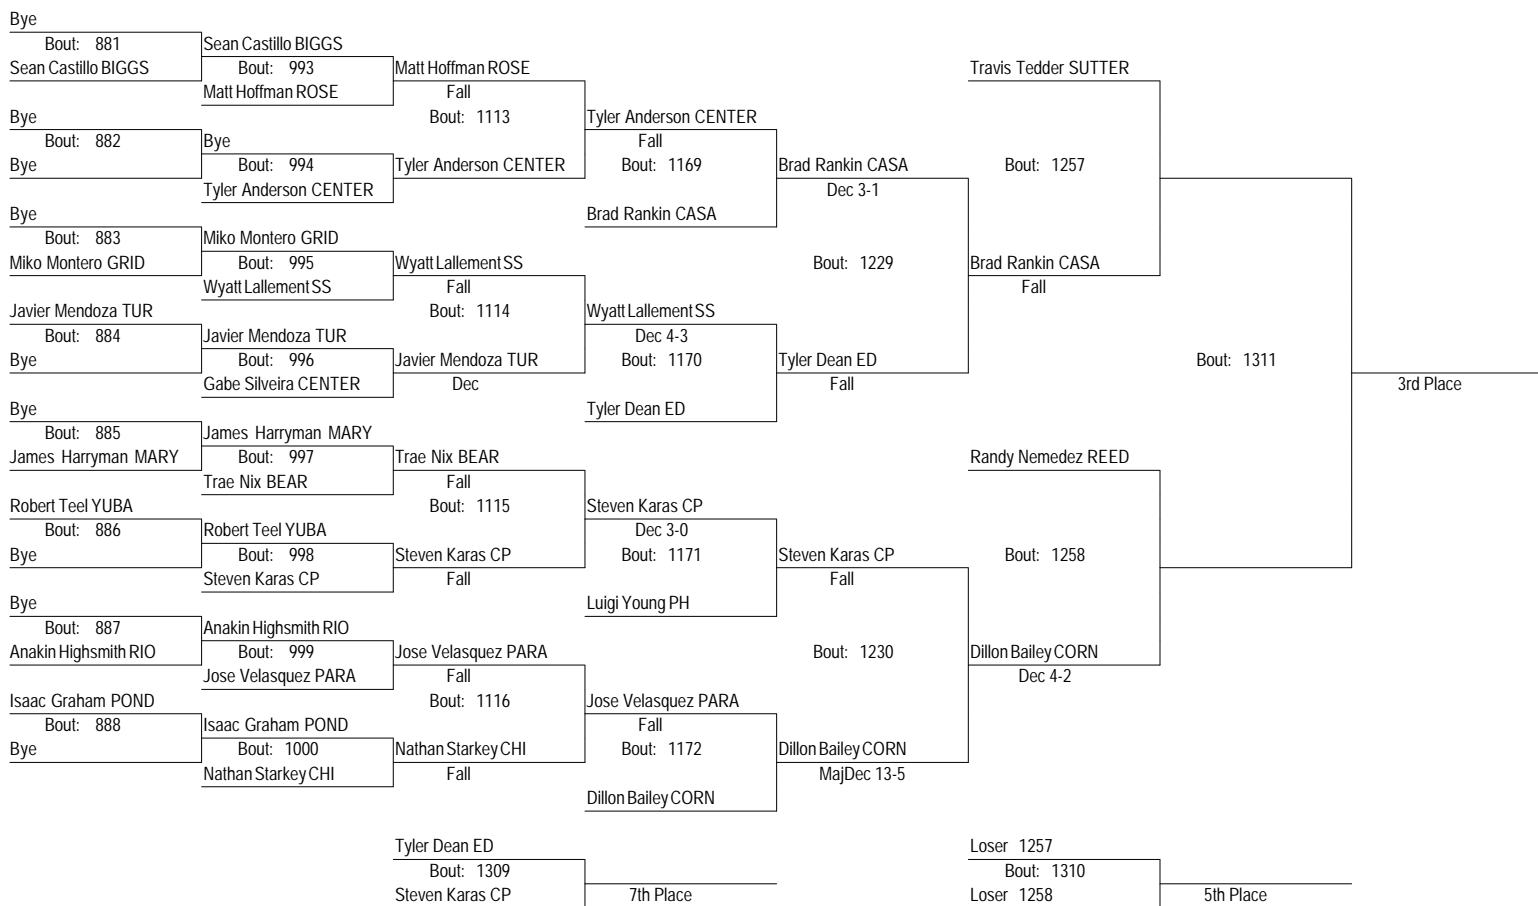 Bye
Bout: 881
Sean Castillo BIGGS
Bye
Bout: 882
Bye
Bye
Bout: 883
Miko Montero GRID
Javier Mendoza TUR
Bout: 884
Bye
Bye
Bout: 885
James Harryman MARY
Robert Teel YUBA
Bout: 886
Bye
Bye
Bout: 887
Anakin Highsmith RIO
Isaac Graham POND
Bout: 888
Bye
Sean Castillo BIGGS
Bout: 993
Matt Hoffman ROSE
Bye
Bout: 994
Tyler Anderson CENTER
Miko Montero GRID
Bout: 995
Wyatt Lallement SS
Javier Mendoza TUR
Bout: 996
Gabe Silveira CENTER
James Harryman MARY
Bout: 997
Trae Nix BEAR
Robert Teel YUBA
Bout: 998
Steven Karas CP
Anakin Highsmith RIO
Bout: 999
Jose Velasquez PARA
Isaac Graham POND
Bout: 1000
Nathan Starkey CHI
Matt Hoffman ROSE
Fall
Bout: 1113
Tyler Anderson CENTER
Wyatt Lallement SS
Fall
Bout: 1114
Javier Mendoza TUR
Dec
Trae Nix BEAR
Fall
Bout: 1115
Steven Karas CP
Fall
Jose Velasquez PARA
Fall
Bout: 1116
Nathan Starkey CHI
Fall
Tyler Anderson CENTER
Fall
Bout: 1169
Brad Rankin CASA
Wyatt Lallement SS
Dec 4-3
Bout: 1170
Tyler Dean ED
Steven Karas CP
Dec 3-0
Bout: 1171
Luigi Young PH
Jose Velasquez PARA
Fall
Bout: 1172
Dillon Bailey CORN
Brad Rankin CASA
Dec 3-1
Bout: 1229
Tyler Dean ED
Fall
Steven Karas CP
Fall
Bout: 1230
Dillon Bailey CORN
MajDec 13-5
Travis Tedder SUTTER
Bout: 1257
Brad Rankin CASA
Fall
Randy Nemedez REED
Bout: 1258
Dillon Bailey CORN
Dec 4-2
Bout: 1311
3rd Place
Tyler Dean ED
Bout: 1309
Steven Karas CP
7th Place
Loser 1257
Bout: 1310
Loser 1258
5th Place